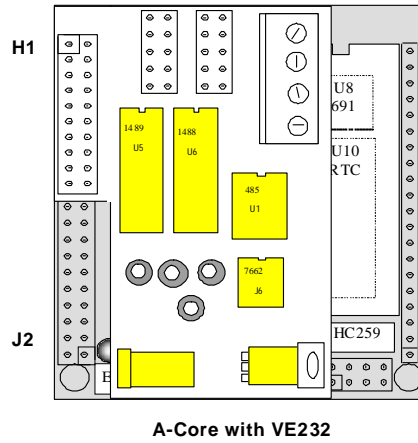 H1
U8
691
1489
U5
1488
U6
U10
RTC
485
U1
7662
J6
HC259
J2
E
A-Core with VE232